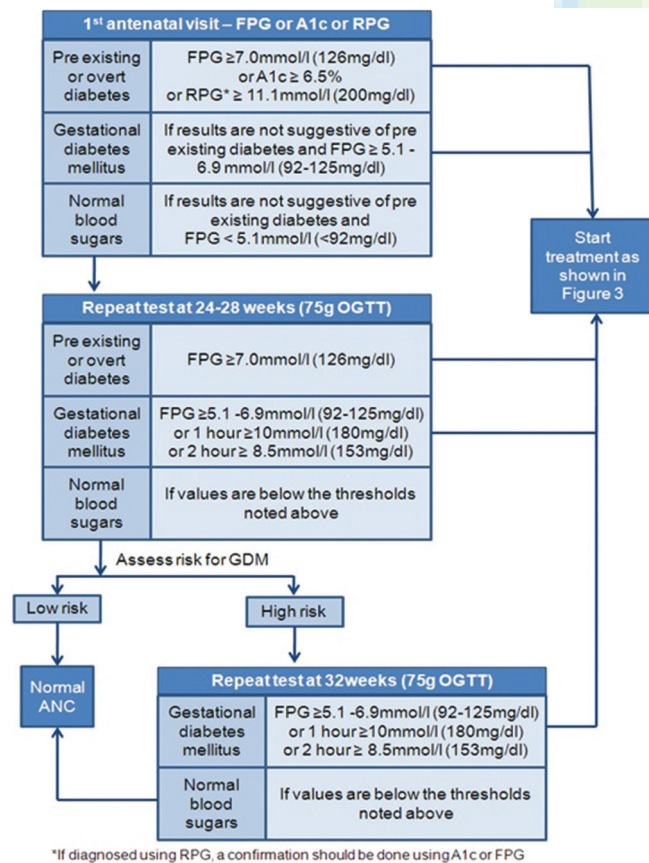 1st antenatal visit – FPG or A1c or RPG
Pre existing
or overt
diabetes
FPG ≥7.0mmol/l (126mg/dl)
or A1c ≥ 6.5%
or RPG* ≥ 11.1mmol/l (200mg/dl)
Gestational
diabetes
mellitus
If results are not suggestive of pre
existing diabetes and FPG ≥ 5.1 -
6.9 mmol/l (92-125mg/dl)
Normal
blood
sugars
If results are not suggestive of pre
existing diabetes and
FPG < 5.1mmol/l (<92mg/dl)
Start
treatment as
shown in
Figure 3
Repeat test at 24-28 weeks (75g OGTT)
Pre existing
or overt
diabetes
FPG ≥7.0mmol/l (126mg/dl)
Gestational
diabetes
mellitus
FPG ≥5.1 -6.9mmol/l (92-125mg/dl)
or 1 hour ≥10mmol/l (180mg/dl)
or 2 hour ≥ 8.5mmol/l (153mg/dl)
Normal
blood
sugars
If values are below the thresholds
noted above
Assess risk for GDM
Low risk
High risk
Normal
ANC
Repeat test at 32weeks (75g OGTT)
Gestational
diabetes
mellitus
FPG ≥5.1 -6.9mmol/l (92-125mg/dl)
or 1 hour ≥10mmol/l (180mg/dl)
or 2 hour ≥ 8.5mmol/l (153mg/dl)
Normal
blood
sugars
If values are below the thresholds
noted above
*If diagnosed using RPG, a confirmation should be done using A1c or FPG